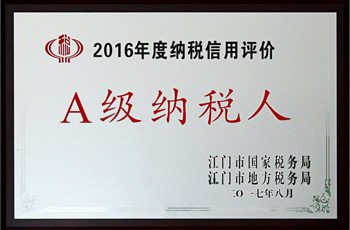 2016年度纳税信用评价
A级纳税人
江门市国家税务局
江门市地方税务局
二〇一七年八月